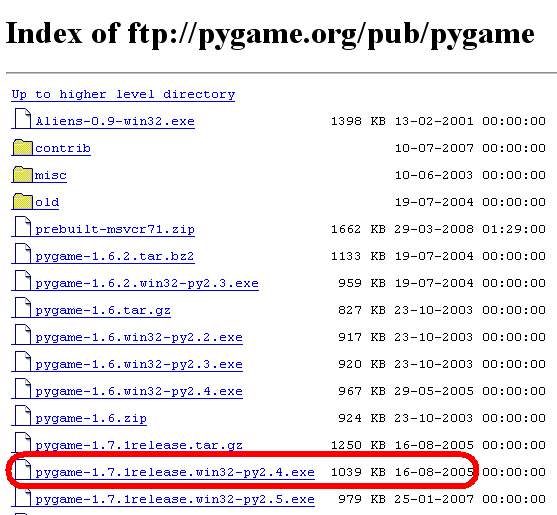 Index of ftp://pygame.org/pub/pygame
Up to higher level directory
Aliens-0.9-win32.exe 1398 KB 13-02-2001 00:00:00
contrib 10-07-2007 00:00:00
misc 10-06-2003 00:00:00
old 19-07-2004 00:00:00
prebuilt-msvcr71.zip 1662 KB 29-03-2008 01:29:00
pygame-1.6.2.tar.bz2 1133 KB 19-07-2004 00:00:00
pygame-1.6.2.win32-py2.3.exe 959 KB 19-07-2004 00:00:00
pygame-1.6.tar.gz 827 KB 23-10-2003 00:00:00
pygame-1.6.win32-py2.2.exe 917 KB 23-10-2003 00:00:00
pygame-1.6.win32-py2.3.exe 920 KB 23-10-2003 00:00:00
pygame-1.6.win32-py2.4.exe 967 KB 29-05-2005 00:00:00
pygame-1.6.zip 924 KB 23-10-2003 00:00:00
pygame-1.7.1release.tar.gz 1250 KB 16-08-2005 00:00:00
pygame-1.7.1release.win32-py2.4.exe 1039 KB 16-08-2005 00:00:00
pygame-1.7.1release.win32-py2.5.exe 979 KB 25-01-2007 00:00:00